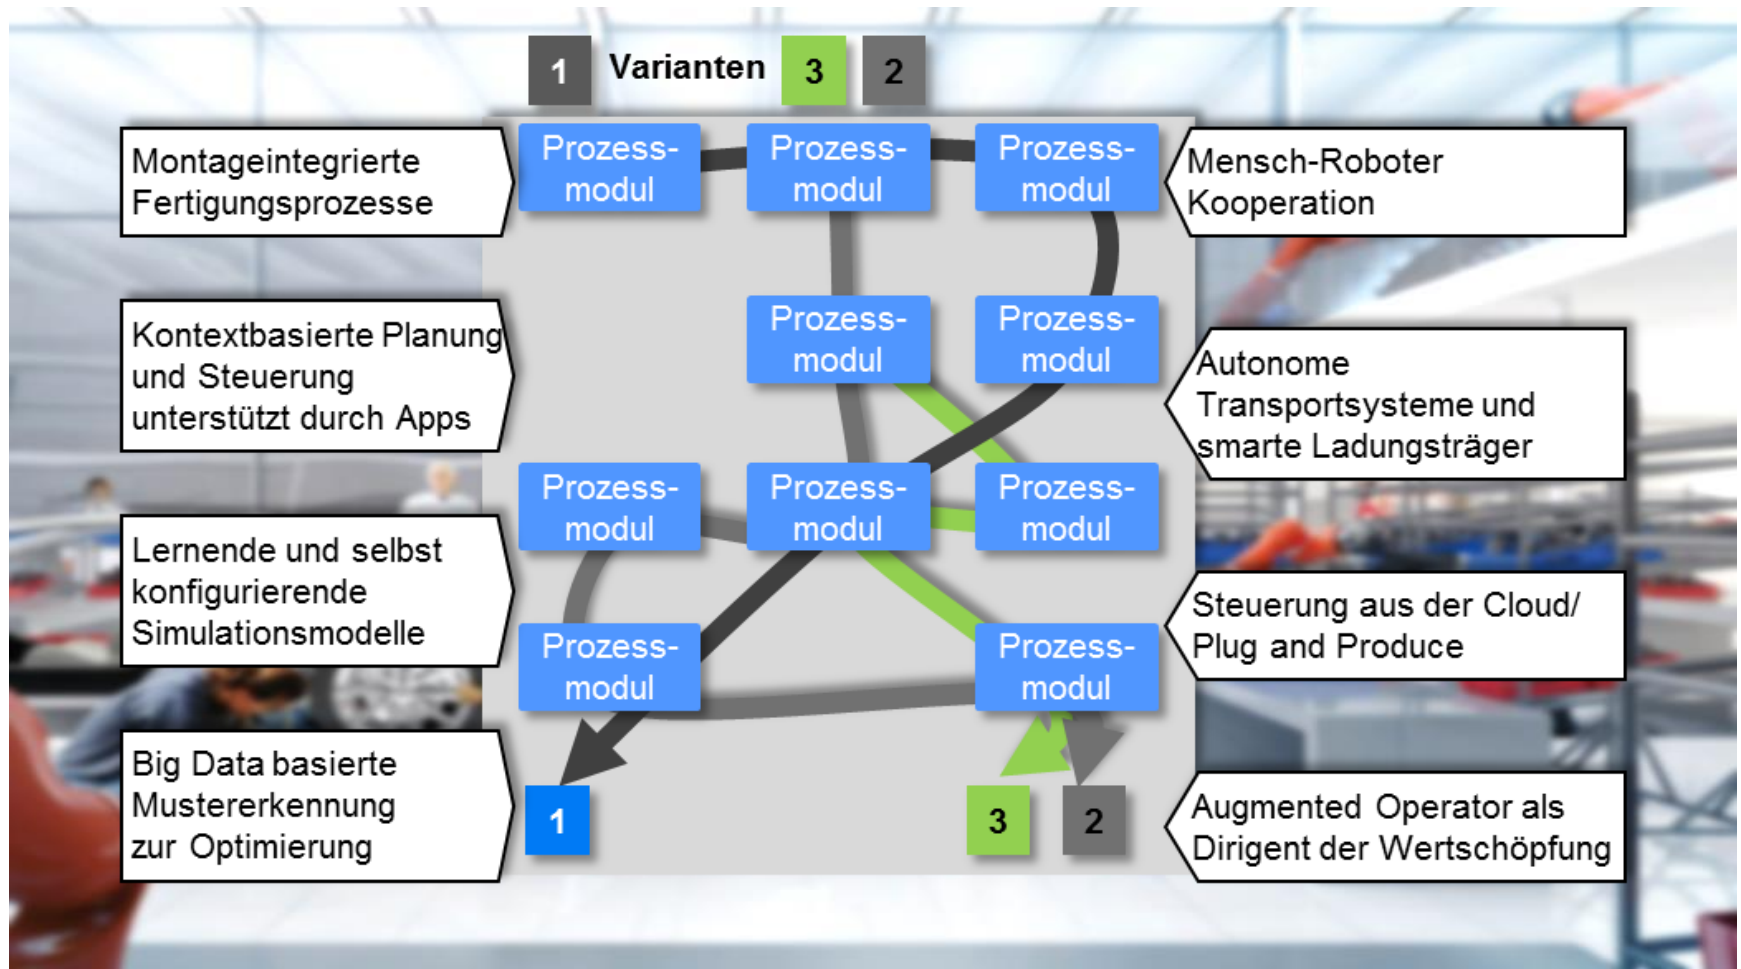 1 Varianten 3 2
Montageintegrierte
Fertigungsprozesse
Prozess-
modul
Prozess-
modul
Prozess-
modul
Mensch-Roboter
Kooperation
Kontextbasierte Planung
und Steuerung
unterstützt durch Apps
Prozess-
modul
Prozess-
modul
Autonome
Transportsysteme und
smarte Ladungsträger
Prozess-
modul
Prozess-
modul
Prozess-
modul
Lernende und selbst
konfigurierende
Simulationsmodelle
Prozess-
modul
Prozess-
modul
Steuerung aus der Cloud/
Plug and Produce
Big Data basierte
Mustererkennung
zur Optimierung
1
3
2
Augmented Operator als
Dirigent der Wertschöpfung